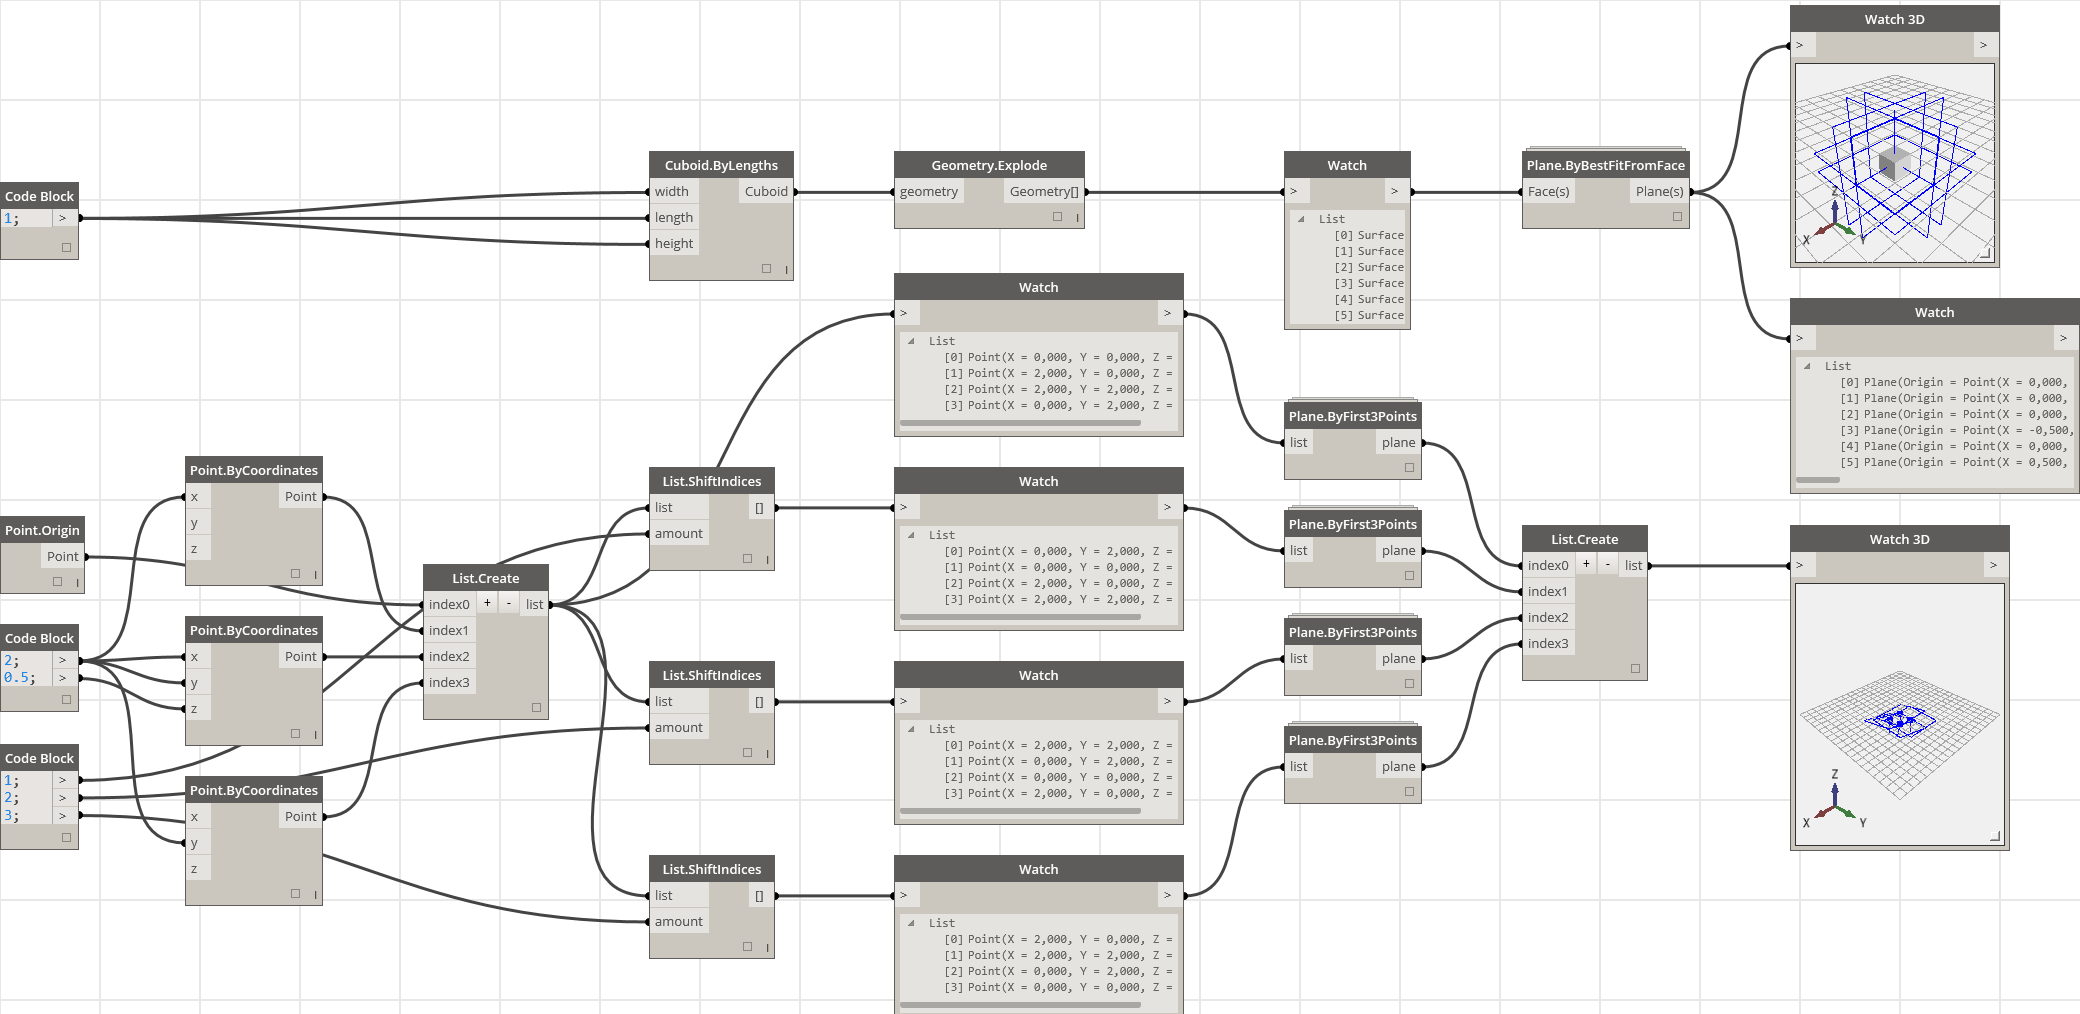 Watch 3D
> >
Z
X Y
Code Block
1; >
Cuboid.ByLengths
width Cuboid
length
height
Geometry.Explode
geometry Geometry[]
Watch
> >
List
[0] Surface
[1] Surface
[2] Surface
[3] Surface
[4] Surface
[5] Surface
Plane.ByBestFitFromFace
Face(s) Plane(s)
Watch
> >
List
[0] Plane(Origin = Point(X = 0,000,
[1] Plane(Origin = Point(X = 0,000,
[2] Plane(Origin = Point(X = 0,000,
[3] Plane(Origin = Point(X = -0,500,
[4] Plane(Origin = Point(X = 0,000,
[5] Plane(Origin = Point(X = 0,500,
Watch
> >
List
[0] Point(X = 0,000, Y = 0,000, Z =
[1] Point(X = 2,000, Y = 0,000, Z =
[2] Point(X = 2,000, Y = 2,000, Z =
[3] Point(X = 0,000, Y = 2,000, Z =
Point.Origin
Point
Code Block
2; >
0.5; >
Code Block
1; >
2; >
3; >
Point.ByCoordinates
x Point
y
z
Point.ByCoordinates
x Point
y
z
Point.ByCoordinates
x Point
y
z
List.Create
index0 + - list
index1
index2
index3
List.ShiftIndices
list []
amount
List.ShiftIndices
list []
amount
List.ShiftIndices
list []
amount
Watch
> >
List
[0] Point(X = 0,000, Y = 2,000, Z =
[1] Point(X = 0,000, Y = 0,000, Z =
[2] Point(X = 2,000, Y = 0,000, Z =
[3] Point(X = 2,000, Y = 2,000, Z =
Watch
> >
List
[0] Point(X = 2,000, Y = 2,000, Z =
[1] Point(X = 0,000, Y = 2,000, Z =
[2] Point(X = 0,000, Y = 0,000, Z =
[3] Point(X = 2,000, Y = 0,000, Z =
Watch
> >
List
[0] Point(X = 2,000, Y = 0,000, Z =
[1] Point(X = 2,000, Y = 2,000, Z =
[2] Point(X = 0,000, Y = 2,000, Z =
[3] Point(X = 0,000, Y = 0,000, Z =
Plane.ByFirst3Points
list plane
Plane.ByFirst3Points
list plane
Plane.ByFirst3Points
list plane
Plane.ByFirst3Points
list plane
List.Create
index0 + - list
index1
index2
index3
Watch 3D
> >
Z
X Y